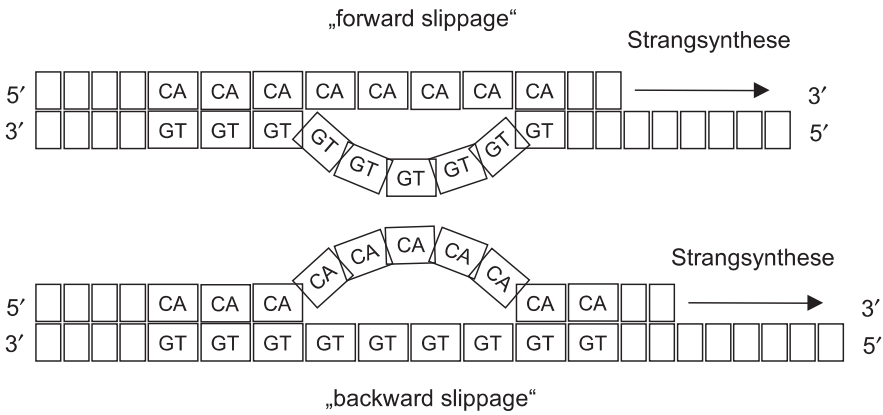 „forward slippage“
Strangsynthese
5′ CA CA CA CA CA CA CA CA 3′
3′ GT GT GT GT GT GT GT GT GT 5′
CA CA CA CA CA
Strangsynthese
5′ CA CA CA CA CA 3′
3′ GT GT GT GT GT GT GT GT GT 5′
„backward slippage“